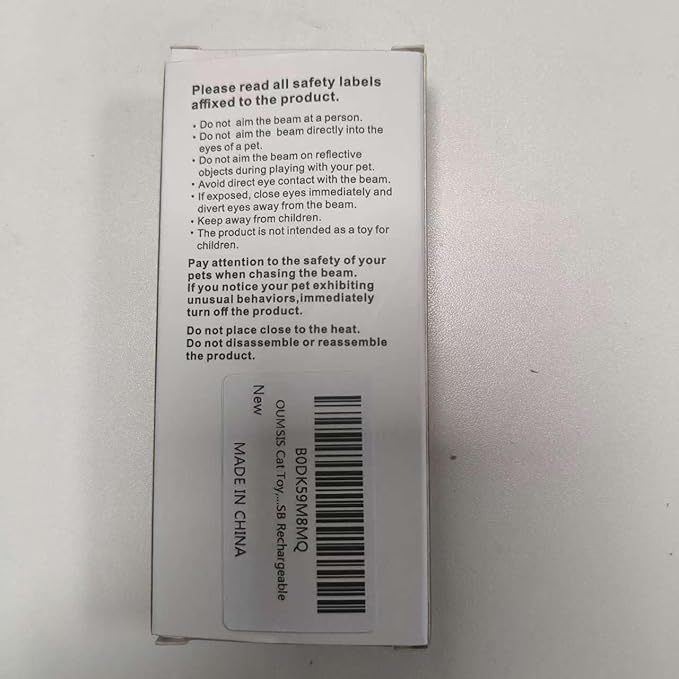 Please read all safety labels
affixed to the product.
• Do not aim the beam at a person.
• Do not aim the beam directly into the
eyes of a pet.
• Do not aim the beam on reflective
objects during playing with your pet.
• Avoid direct eye contact with the beam.
• If exposed, close eyes immediately and
divert eyes away from the beam.
• Keep away from children.
• The product is not intended as a toy for
children.
Pay attention to the safety of your
pets when chasing the beam.
If you notice your pet exhibiting
unusual behaviors,immediately
turn off the product.
Do not place close to the heat.
Do not disassemble or reassemble
the product.
B0DK59M8MQ
OUMSIS Cat Toy,...SB Rechargeable
New
MADE IN CHINA